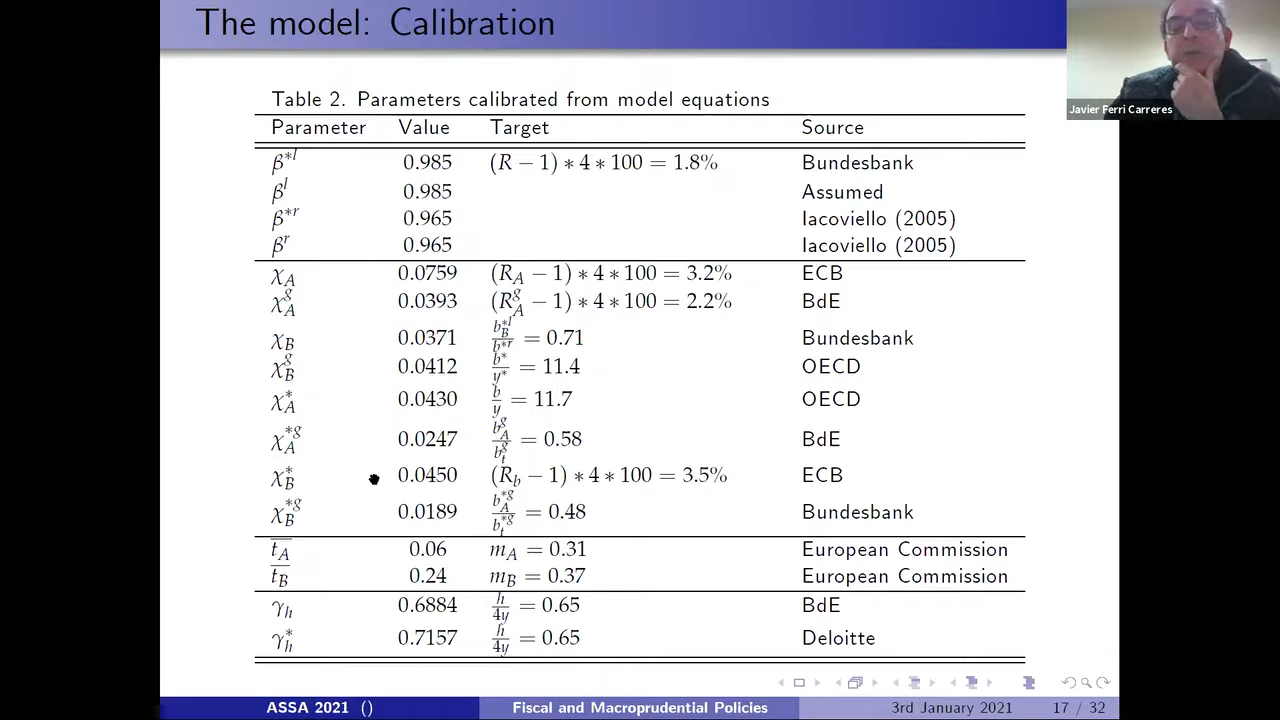 The model: Calibration
Javier Ferri Carreres
Table 2. Parameters calibrated from model equations
Parameter Value Target Source
β*l 0.985 (R − 1) ∗ 4 ∗ 100 = 1.8% Bundesbank
βl 0.985 Assumed
β*r 0.965 Iacoviello (2005)
βr 0.965 Iacoviello (2005)
χA 0.0759 (RA − 1) ∗ 4 ∗ 100 = 3.2% ECB
χgA 0.0393 (RgA − 1) ∗ 4 ∗ 100 = 2.2% BdE
χB 0.0371 b*lB/b*r = 0.71 Bundesbank
χgB 0.0412 b*/y* = 11.4 OECD
χ*A 0.0430 b/y = 11.7 OECD
χ*gA 0.0247 bgA/bgt = 0.58 BdE
χ*B 0.0450 (Rb − 1) ∗ 4 ∗ 100 = 3.5% ECB
χ*gB 0.0189 b*gA/b*gt = 0.48 Bundesbank
tA 0.06 mA = 0.31 European Commission
tB 0.24 mB = 0.37 European Commission
γh 0.6884 h/4y = 0.65 BdE
γ*h 0.7157 h/4y = 0.65 Deloitte
ASSA 2021 () Fiscal and Macroprudential Policies 3rd January 2021 17 / 32